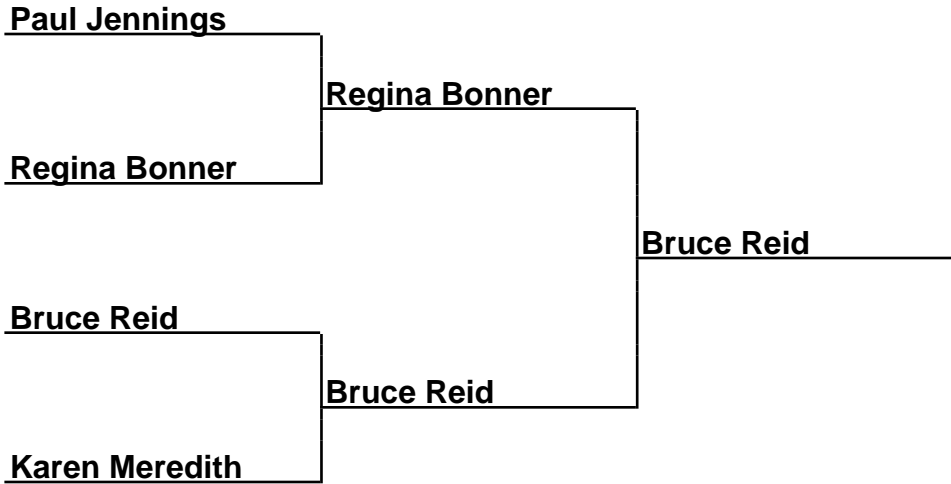 Paul Jennings
Regina Bonner
Regina Bonner
Bruce Reid
Bruce Reid
Bruce Reid
Karen Meredith